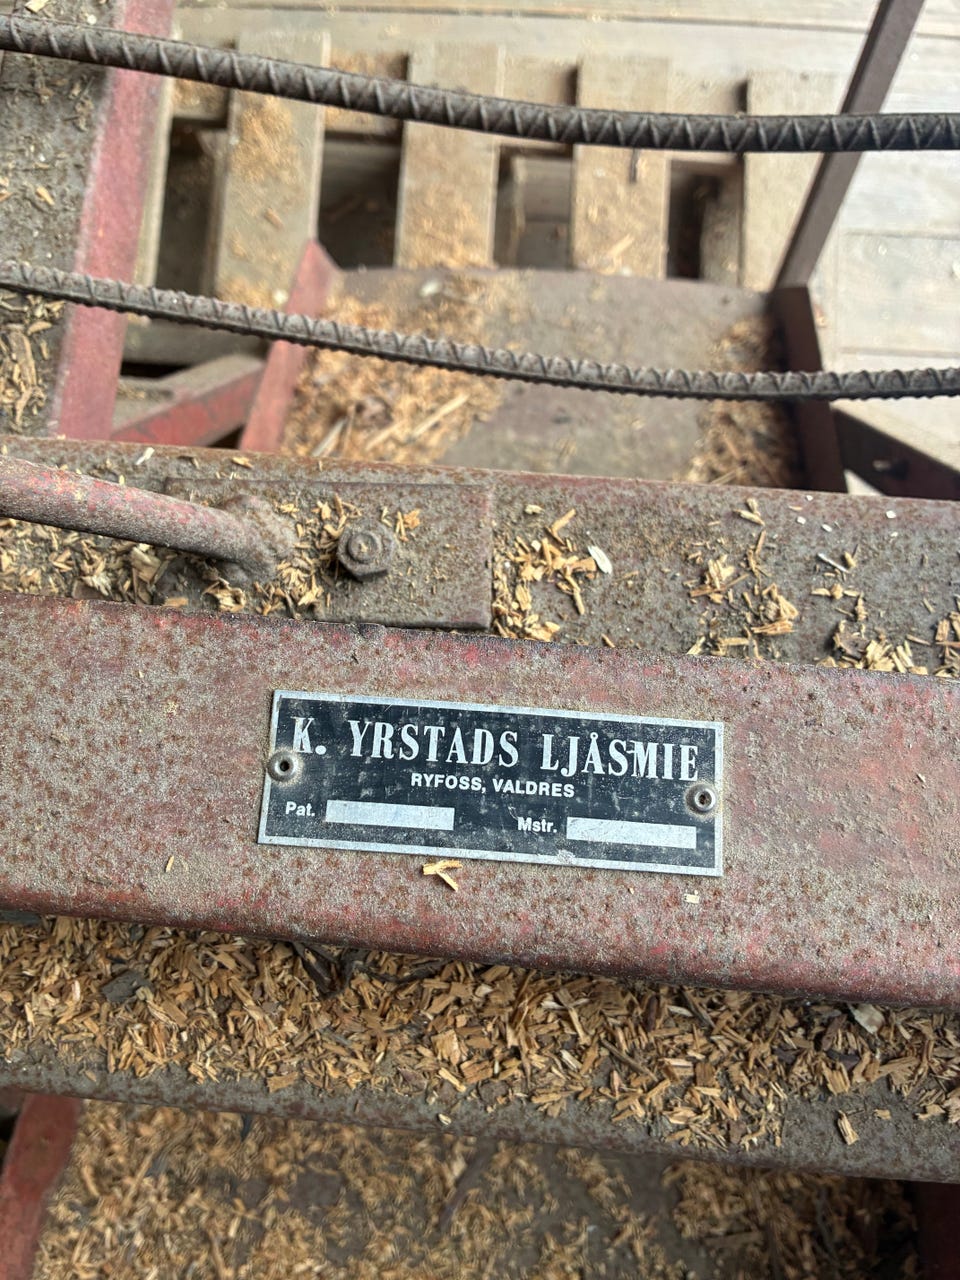 K. YRSTADS LJÅSMIE
RYFOSS, VALDRES
Pat. Mstr.